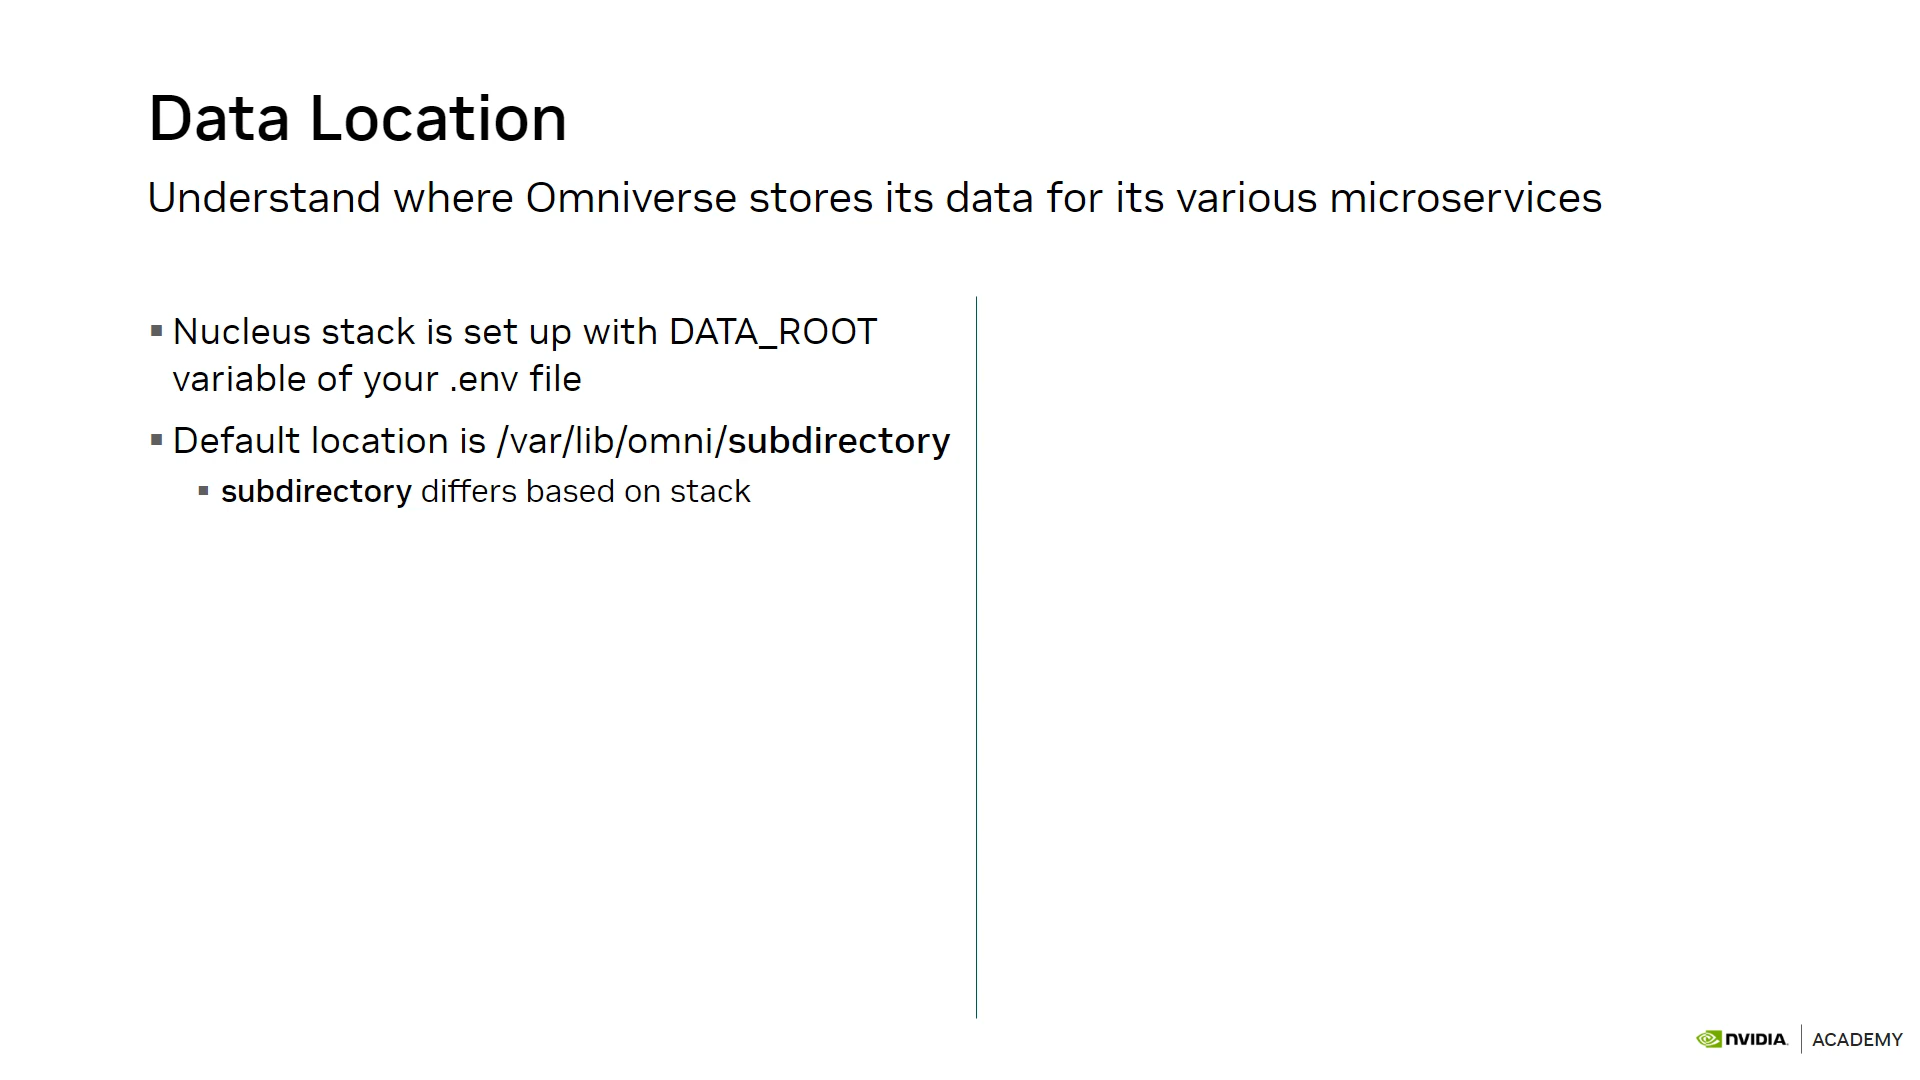 Data Location
Understand where Omniverse stores its data for its various microservices
▪ Nucleus stack is set up with DATA_ROOT
variable of your .env file
▪ Default location is /var/lib/omni/subdirectory
▪ subdirectory differs based on stack
NVIDIA. | ACADEMY